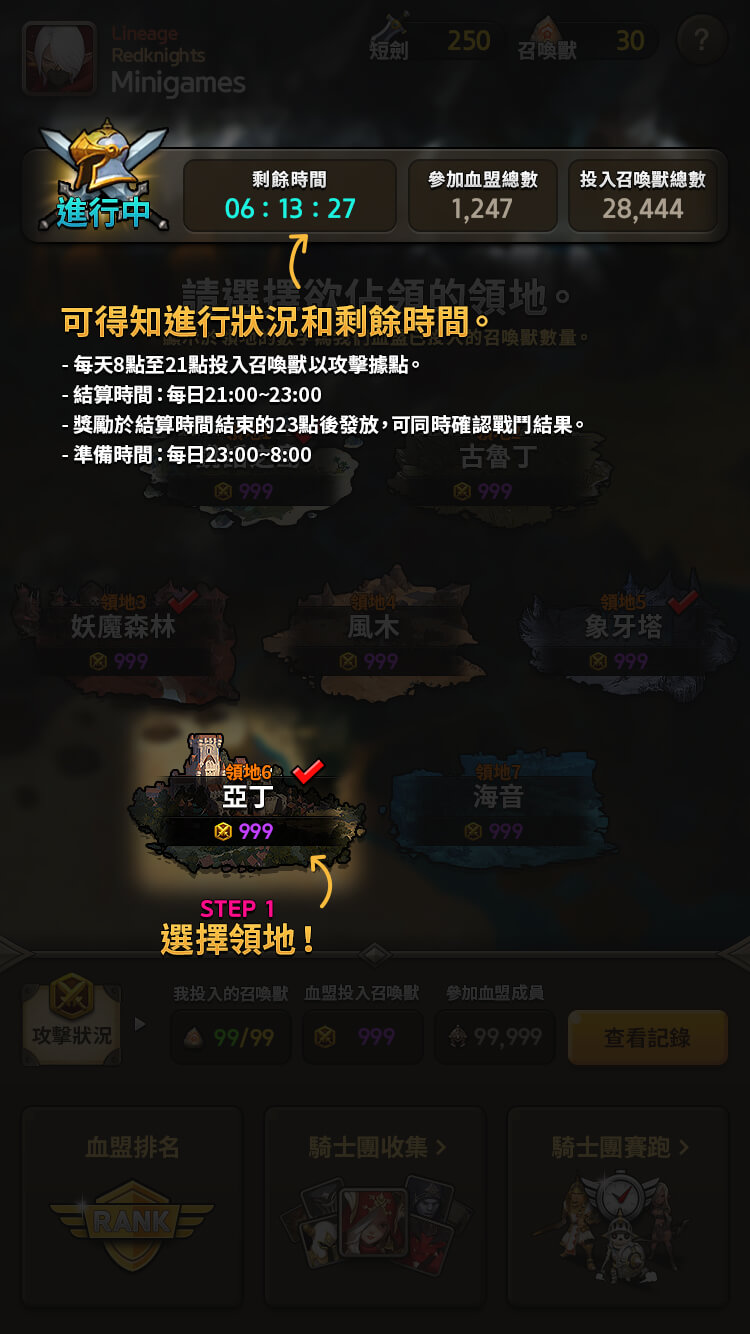 Lineage
Redknights
Minigames
短劍 250
召喚獸 30
?
進行中
剩餘時間
06 : 13 : 27
參加血盟總數
1,247
投入召喚獸總數
28,444
請選擇欲佔領的領地。
可得知進行狀況和剩餘時間。
- 每天8點至21點投入召喚獸以攻擊據點。
- 結算時間：每日21:00~23:00
- 獎勵於結算時間結束的23點後發放，可同時確認戰鬥結果。
- 準備時間：每日23:00~8:00
999
古魯丁
999
領地3
妖魔森林
999
領地4
風木
999
領地5
象牙塔
999
領地6
亞丁
999
領地7
海音
999
STEP 1
選擇領地！
攻擊狀況
我投入的召喚獸
99/99
血盟投入召喚獸
999
參加血盟成員
99,999
查看記錄
血盟排名
RANK
騎士團收集 >
騎士團賽跑 >